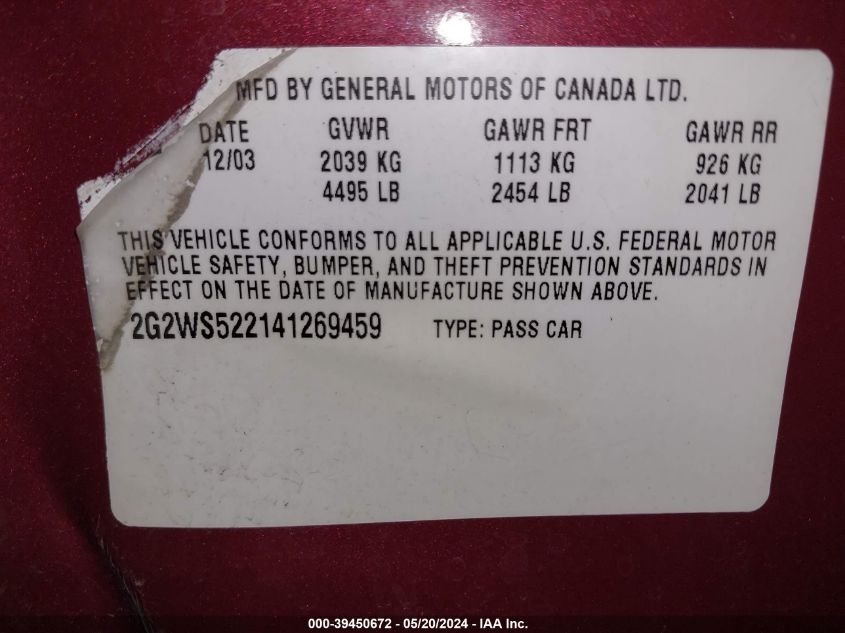 MFD BY GENERAL MOTORS OF CANADA LTD.
DATE GVWR GAWR FRT GAWR RR
12/03 2039 KG 1113 KG 926 KG
4495 LB 2454 LB 2041 LB
THIS VEHICLE CONFORMS TO ALL APPLICABLE U.S. FEDERAL MOTOR
VEHICLE SAFETY, BUMPER, AND THEFT PREVENTION STANDARDS IN
EFFECT ON THE DATE OF MANUFACTURE SHOWN ABOVE.
2G2WS522141269459 TYPE: PASS CAR
000-39450672 - 05/20/2024 - IAA Inc.